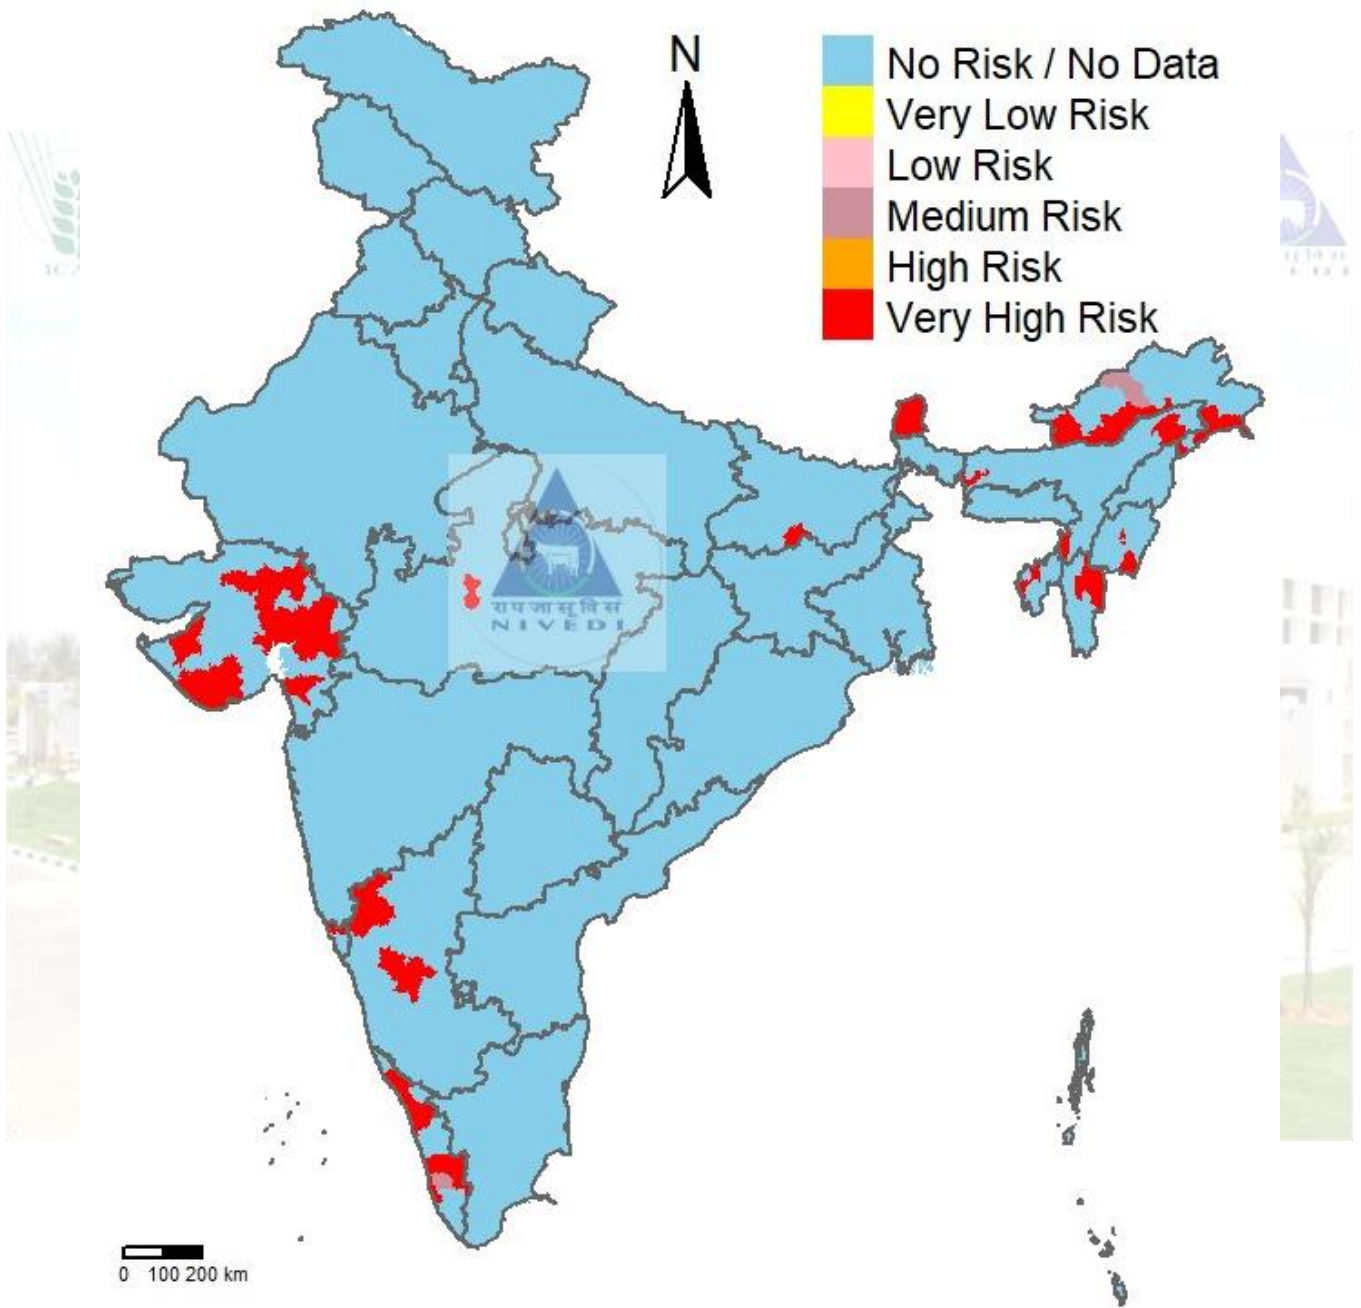 N
No Risk / No Data
Very Low Risk
Low Risk
Medium Risk
High Risk
Very High Risk
राप जा सू वि सं
NIVEDI
0 100 200 km